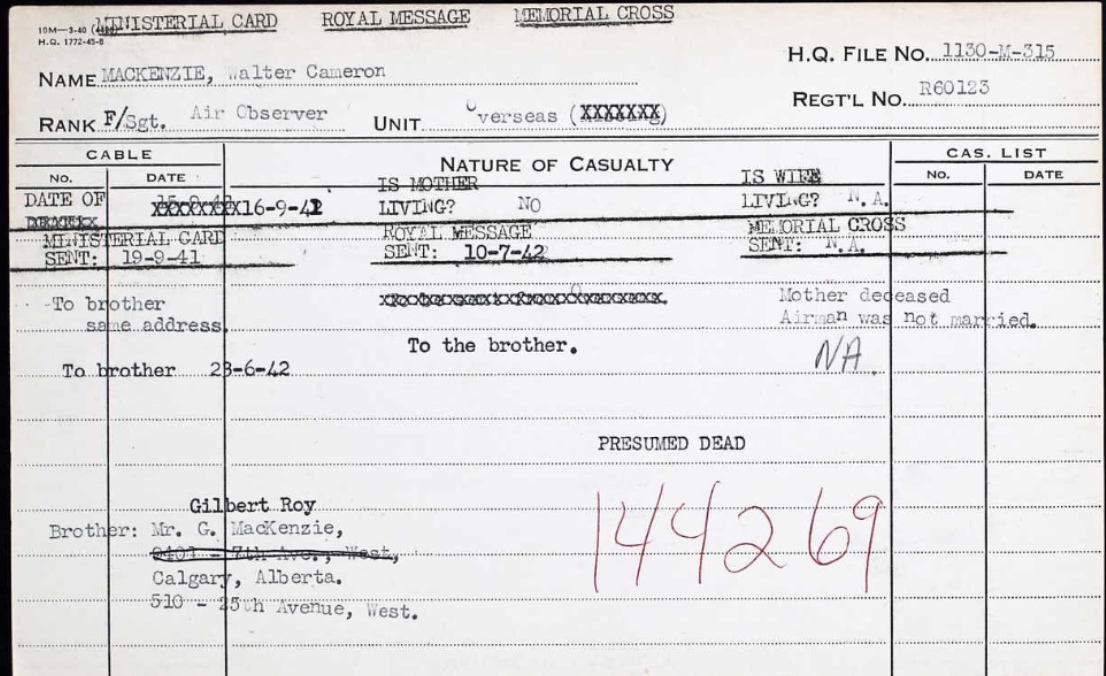 MINISTERIAL CARD ROYAL MESSAGE MEMORIAL CROSS
10M—3-40
H.Q. 1772-45-8
H.Q. FILE NO. 1130-M-315
NAME MACKENZIE, Walter Cameron
REGT'L NO. R60123
RANK F/Sgt. Air Observer UNIT Overseas (XXXXXXX)
CABLE NATURE OF CASUALTY CAS. LIST
NO. DATE NO. DATE
IS MOTHER IS WIFE
DATE OF XXXXXXXX16-9-41 LIVING? NO LIVING? N.A.
MINISTERIAL CARD ROYAL MESSAGE MEMORIAL CROSS
SENT: 19-9-41 SENT: 10-7-42 SENT: N.A.
To brother Mother deceased
same address. Airman was not married.
To the brother. NA
To brother 23-6-42
PRESUMED DEAD
144269
Gilbert Roy
Brother: Mr. G. MacKenzie,
7th Ave., West,
Calgary, Alberta.
510 - 25th Avenue, West.